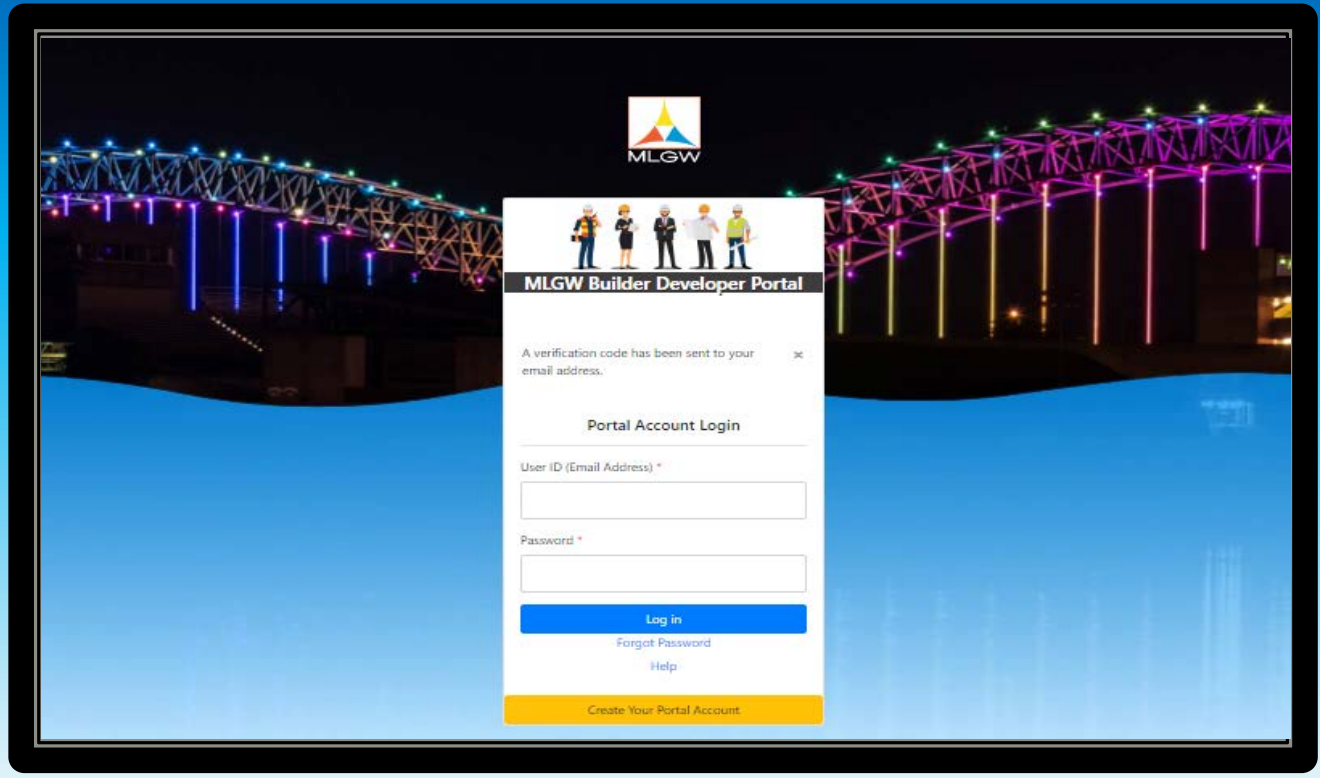 MLGW
MLGW Builder Developer Portal
A verification code has been sent to your
email address.
×
Portal Account Login
User ID (Email Address) *
Password *
Log in
Forgot Password
Help
Create Your Portal Account